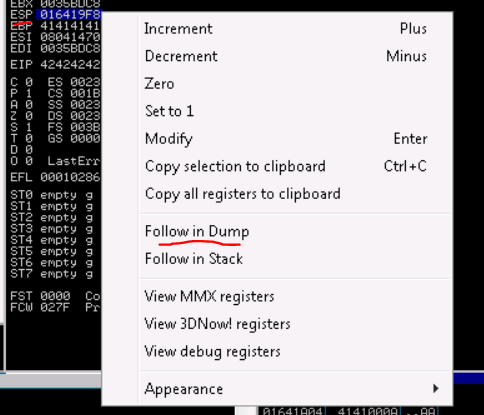 EBX 0035BDC8
ESP 016419F8
EBP 41414141
ESI 08041470
EDI 0035BDC8
EIP 42424242
C 0 ES 0023
P 1 CS 001B
A 0 SS 0023
Z 0 DS 0023
S 1 FS 003B
T 0 GS 0000
D 0
O 0 LastErr
EFL 00010286
ST0 empty g
ST1 empty g
ST2 empty g
ST3 empty g
ST4 empty g
ST5 empty g
ST6 empty g
ST7 empty g
FST 0000 Co
FCW 027F Pr
Increment Plus
Decrement Minus
Zero
Set to 1
Modify Enter
Copy selection to clipboard Ctrl+C
Copy all registers to clipboard
Follow in Dump
Follow in Stack
View MMX registers
View 3DNow! registers
View debug registers
Appearance
01641A04 4141000A ..AA